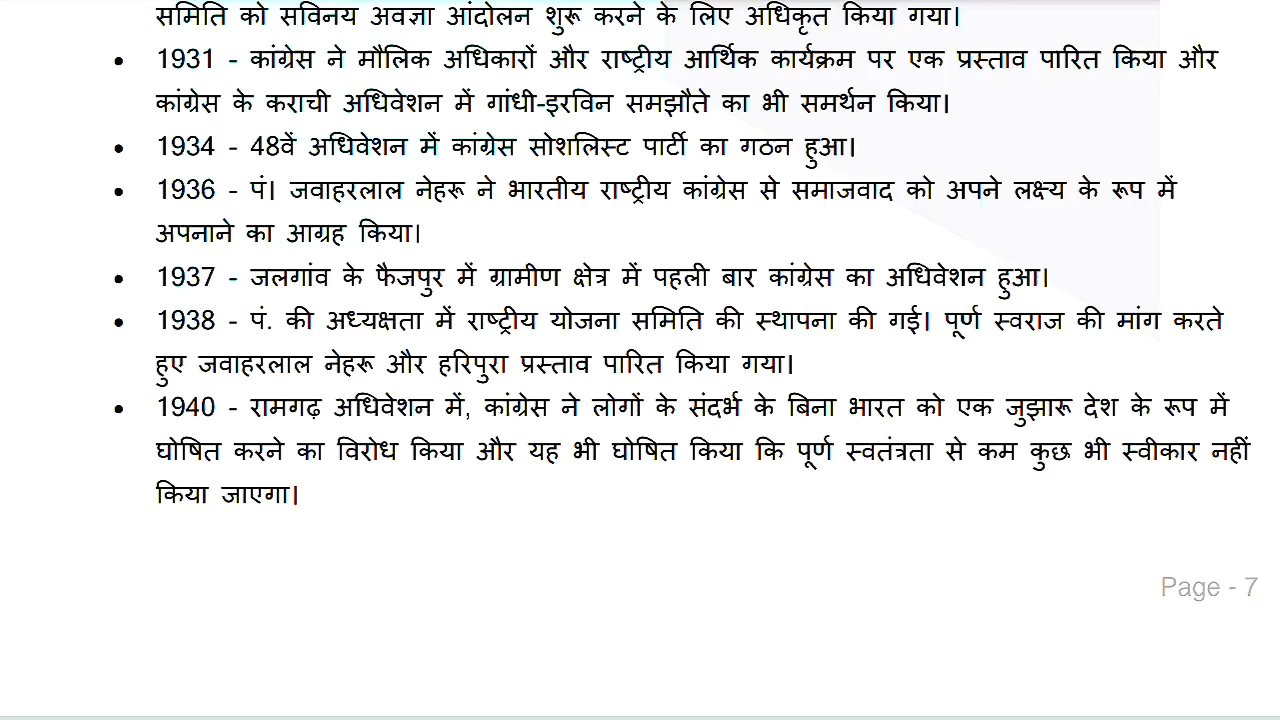 समिति को सविनय अवज्ञा आंदोलन शुरू करने के लिए अधिकृत किया गया।
• 1931 - कांग्रेस ने मौलिक अधिकारों और राष्ट्रीय आर्थिक कार्यक्रम पर एक प्रस्ताव पारित किया और
कांग्रेस के कराची अधिवेशन में गांधी-इरविन समझौते का भी समर्थन किया।
• 1934 - 48वें अधिवेशन में कांग्रेस सोशलिस्ट पार्टी का गठन हुआ।
• 1936 - पं। जवाहरलाल नेहरू ने भारतीय राष्ट्रीय कांग्रेस से समाजवाद को अपने लक्ष्य के रूप में
अपनाने का आग्रह किया।
• 1937 - जलगांव के फैजपुर में ग्रामीण क्षेत्र में पहली बार कांग्रेस का अधिवेशन हुआ।
• 1938 - पं. की अध्यक्षता में राष्ट्रीय योजना समिति की स्थापना की गई। पूर्ण स्वराज की मांग करते
हुए जवाहरलाल नेहरू और हरिपुरा प्रस्ताव पारित किया गया।
• 1940 - रामगढ़ अधिवेशन में, कांग्रेस ने लोगों के संदर्भ के बिना भारत को एक जुझारू देश के रूप में
घोषित करने का विरोध किया और यह भी घोषित किया कि पूर्ण स्वतंत्रता से कम कुछ भी स्वीकार नहीं
किया जाएगा।
Page - 7